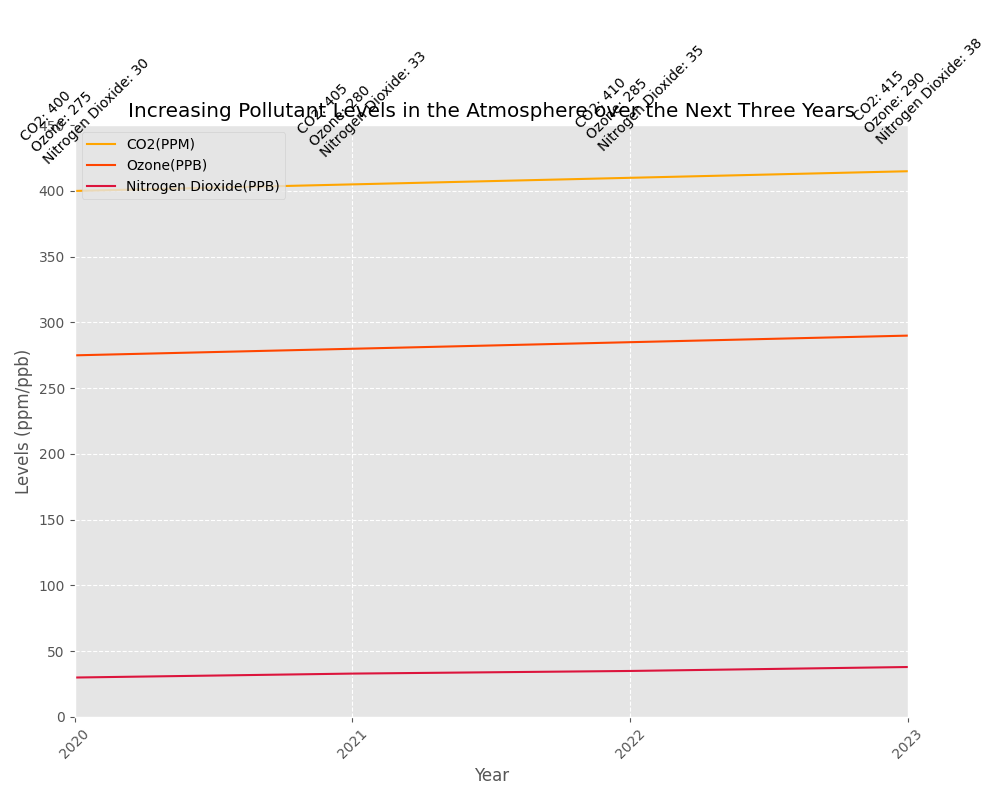 CO2: 400
Ozone: 275
Nitrogen Dioxide: 30
CO2: 405
Ozone: 280
Nitrogen Dioxide: 33
CO2: 410
Ozone: 285
Nitrogen Dioxide: 35
CO2: 415
Ozone: 290
Nitrogen Dioxide: 38
Increasing Pollutant Levels in the Atmosphere over the Next Three Years
CO2(PPM)
Ozone(PPB)
Nitrogen Dioxide(PPB)
Levels (ppm/ppb)
400
350
300
250
200
150
100
50
0
2020
2021
2022
2023
Year